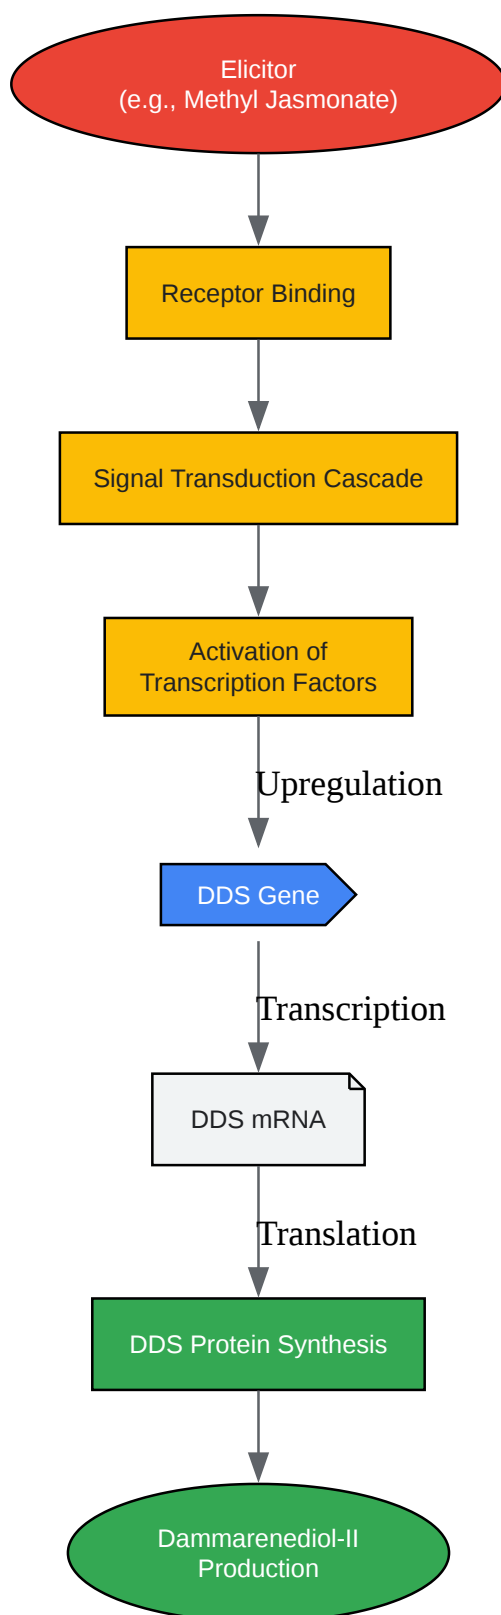 Elicitor
(e.g., Methyl Jasmonate)
Receptor Binding
Signal Transduction Cascade
Activation of
Transcription Factors
Upregulation
DDS Gene
Transcription
DDS mRNA
Translation
DDS Protein Synthesis
Dammarenediol-II
Production